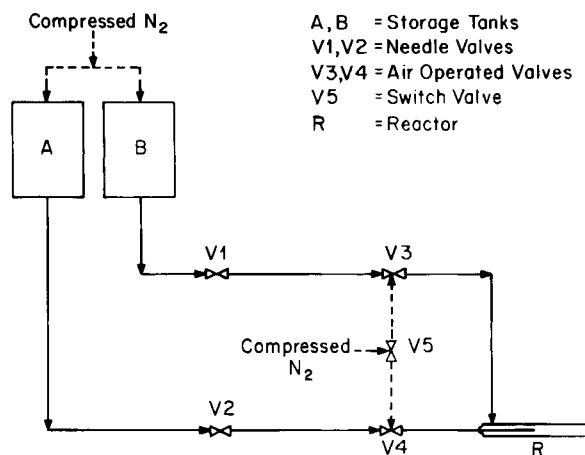 Compressed N2
A, B = Storage Tanks
V1,V2 = Needle Valves
V3,V4 = Air Operated Valves
V5 = Switch Valve
R = Reactor
A
B
V1
V3
Compressed
N2
V5
V2
V4
R